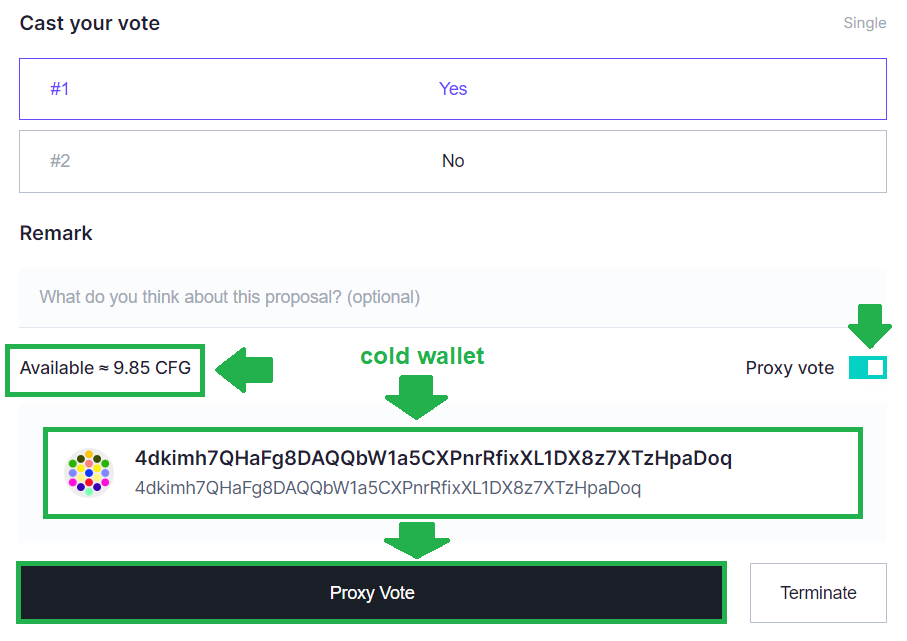 Cast your vote
Single
#1 Yes
#2 No
Remark
What do you think about this proposal? (optional)
cold wallet
Available ≈ 9.85 CFG
Proxy vote
4dkimh7QHaFg8DAQQbW1a5CXPnrRfixXL1DX8z7XTzHpaDoq
4dkimh7QHaFg8DAQQbW1a5CXPnrRfixXL1DX8z7XTzHpaDoq
Proxy Vote
Terminate